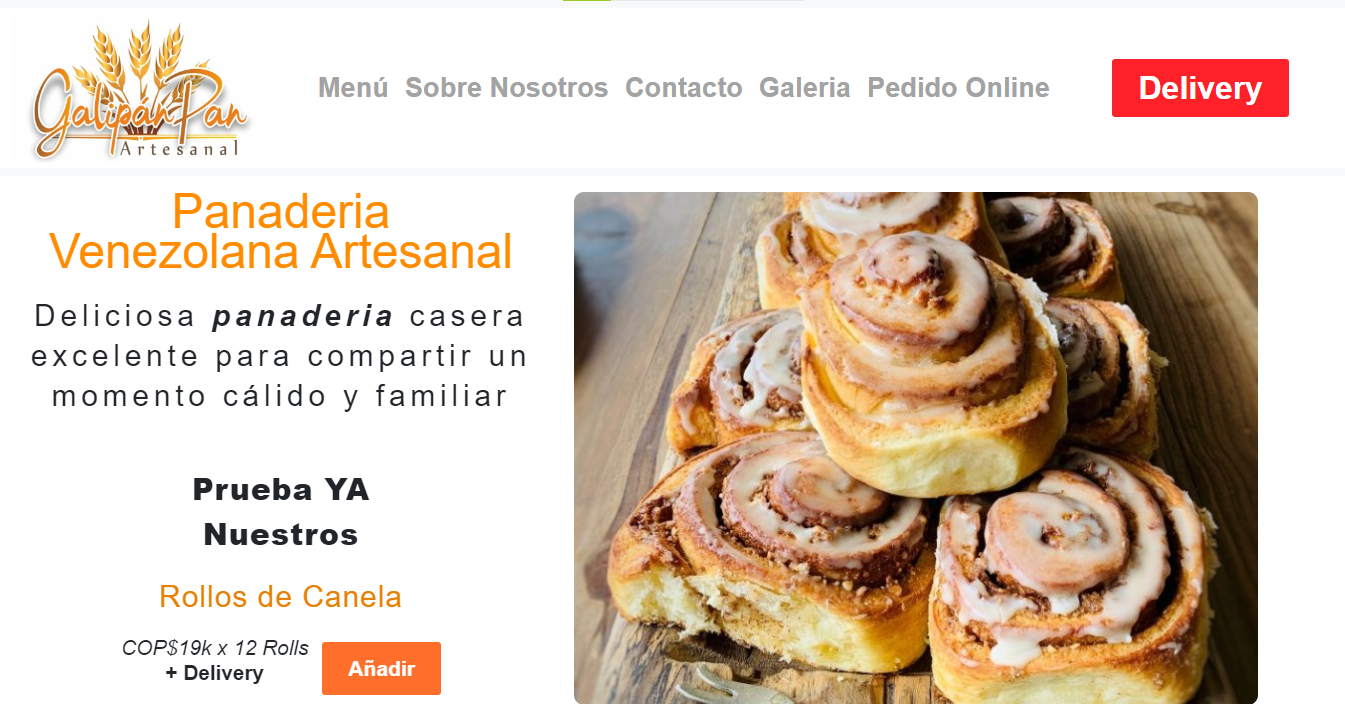 GalipánPan
Artesanal
Menú Sobre Nosotros Contacto Galeria Pedido Online
Delivery
Panaderia
Venezolana Artesanal
Deliciosa panaderia casera
excelente para compartir un
momento cálido y familiar
Prueba YA
Nuestros
Rollos de Canela
COP$19k x 12 Rolls
+ Delivery
Añadir